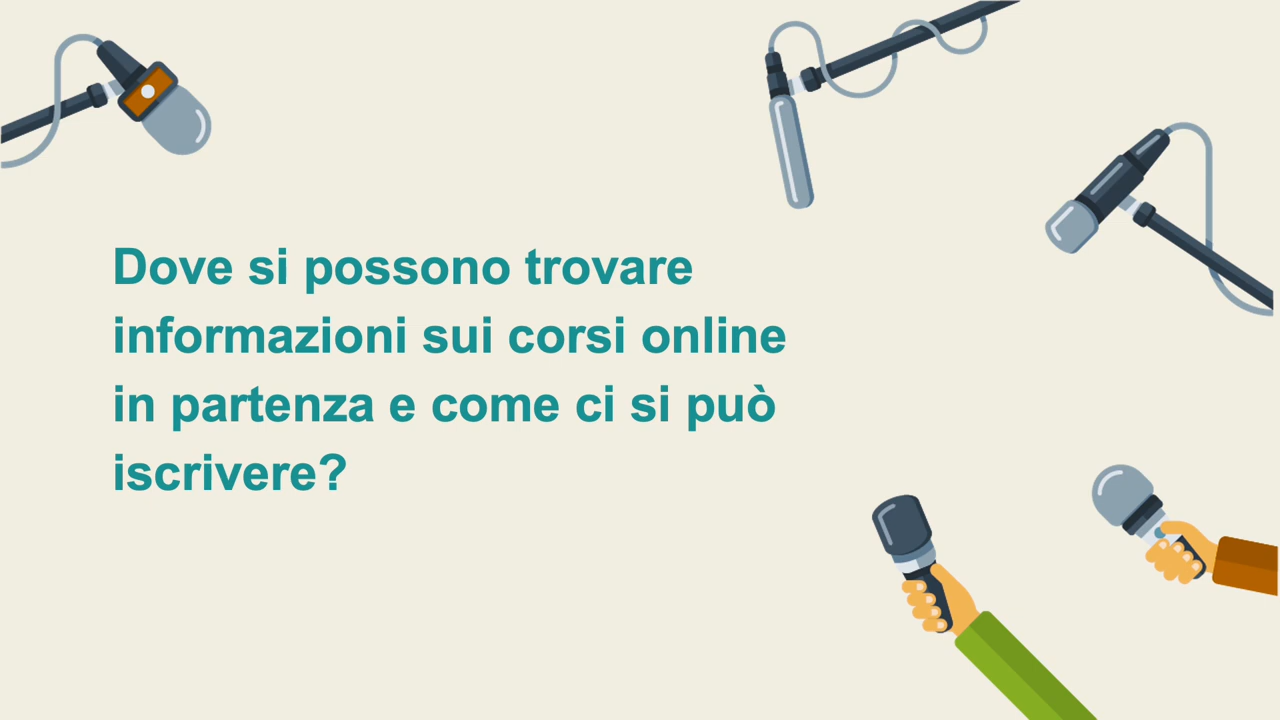 Dove si possono trovare
informazioni sui corsi online
in partenza e come ci si può
iscrivere?